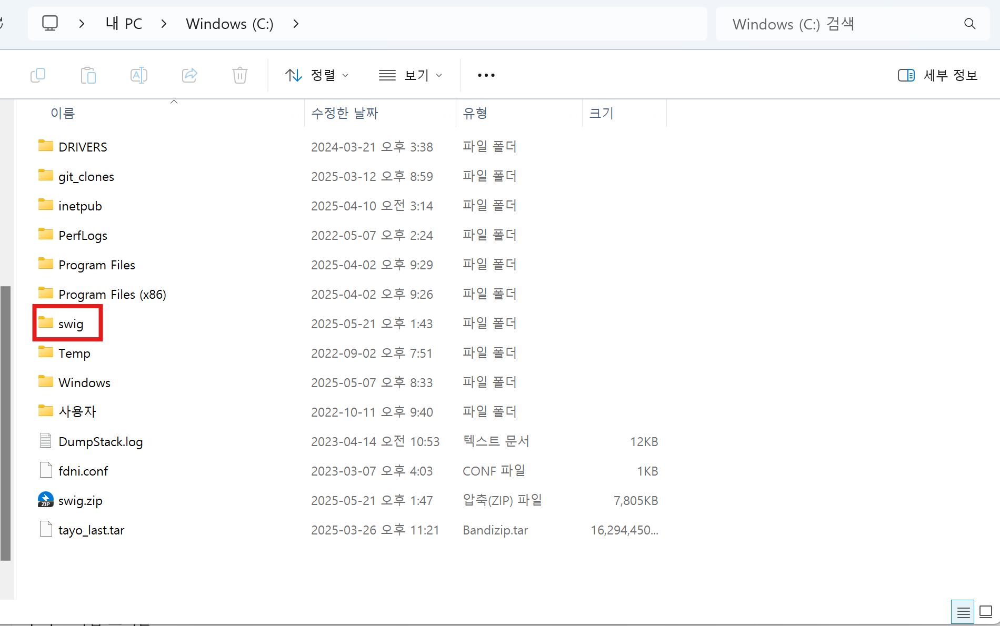 내 PC > Windows (C:) >
Windows (C:) 검색
정렬 보기 ••• 세부 정보
이름 수정한 날짜 유형 크기
DRIVERS 2024-03-21 오후 3:38 파일 폴더
git_clones 2025-03-12 오후 8:59 파일 폴더
inetpub 2025-04-10 오전 3:14 파일 폴더
PerfLogs 2022-05-07 오후 2:24 파일 폴더
Program Files 2025-04-02 오후 9:29 파일 폴더
Program Files (x86) 2025-04-02 오후 9:26 파일 폴더
swig 2025-05-21 오후 1:43 파일 폴더
Temp 2022-09-02 오후 7:51 파일 폴더
Windows 2025-05-07 오후 8:33 파일 폴더
사용자 2022-10-11 오후 9:40 파일 폴더
DumpStack.log 2023-04-14 오전 10:53 텍스트 문서 12KB
fdni.conf 2023-03-07 오후 4:03 CONF 파일 1KB
ZIP swig.zip 2025-05-21 오후 1:47 압축(ZIP) 파일 7,805KB
tayo_last.tar 2025-03-26 오후 11:21 Bandizip.tar 16,294,450...